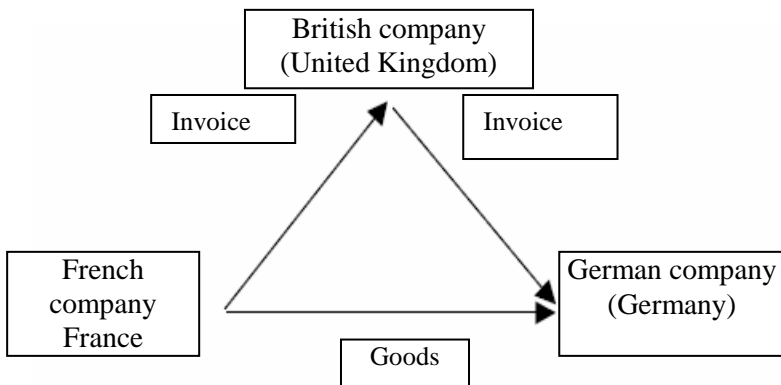 British company
(United Kingdom)
Invoice
Invoice
French
company
France
German company
(Germany)
Goods